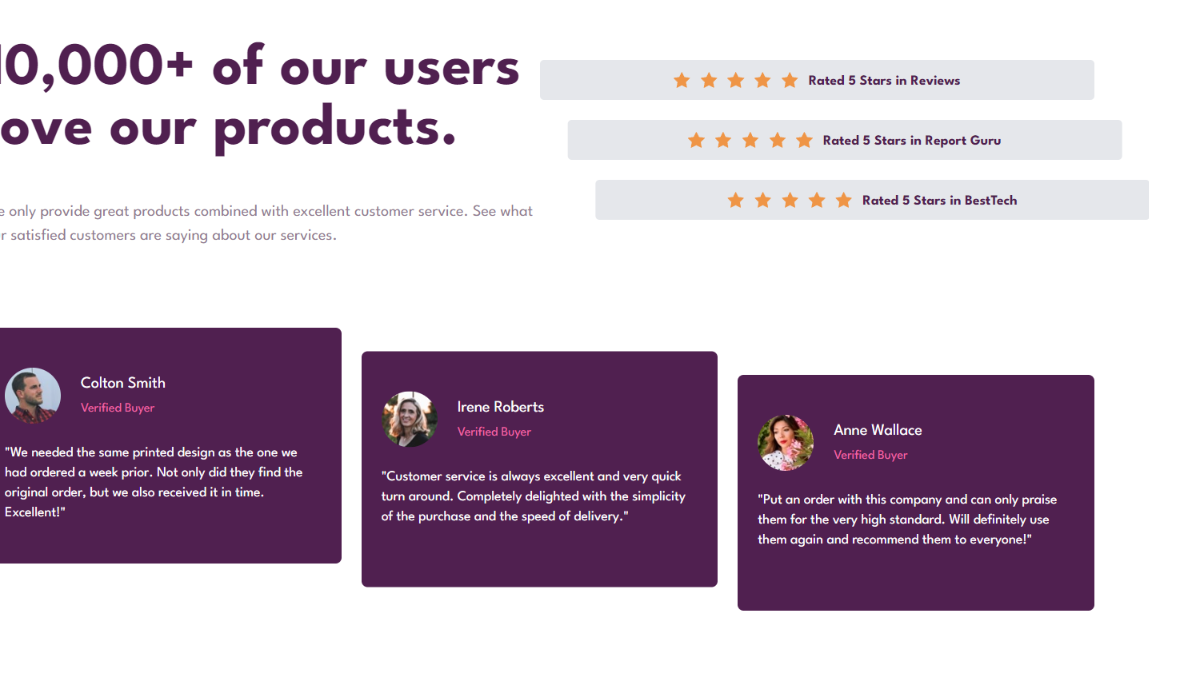 10,000+ of our users
ove our products.
e only provide great products combined with excellent customer service. See what
r satisfied customers are saying about our services.
Rated 5 Stars in Reviews
Rated 5 Stars in Report Guru
Rated 5 Stars in BestTech
Colton Smith
Verified Buyer
"We needed the same printed design as the one we
had ordered a week prior. Not only did they find the
original order, but we also received it in time.
Excellent!"
Irene Roberts
Verified Buyer
"Customer service is always excellent and very quick
turn around. Completely delighted with the simplicity
of the purchase and the speed of delivery."
Anne Wallace
Verified Buyer
"Put an order with this company and can only praise
them for the very high standard. Will definitely use
them again and recommend them to everyone!"